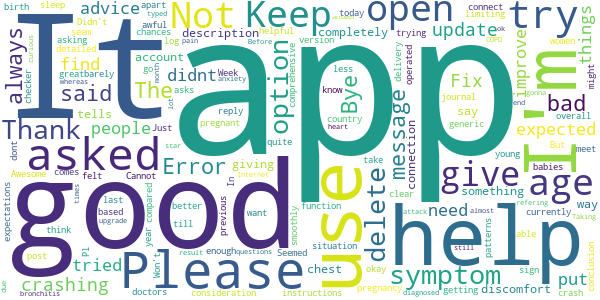 birth
sleep
advice
apart
today
Not
Keep
open
try
Didn't
typed
awful
connect
limiting
It
app
I'm
always
seem
asking
detailed
description
chances
helpful
completely
trying
update
ok
women
things
said
find
account
log
pain
version
Before
option
comprehensive
Bye
improve
might
curious
checker
greatbarely
didnt
go
month
Week
anxiety
less
know
message
delivery
operated
COPD
Fix
bad
whereas
The
asks
lot
reply
country
heart
connection
journal
say
end
gonna
overall
Thank
people
tells
Just
pregnant
quite
generic
expected
But
dont
asked
star
young
babies
meet
Error
giving
give
age
Awesome
comes
felt
Cannot
Internet
take
clear
something
way
expectations
good
use
delete
last
based
upgrade
year
compared
till
better
previous
In
want
smoothly
function
need
attack
almost
still
patterns
currently
refering
Taking
times
think
enough
questions
situation
help
able
post
Pl
Won't
result
Seemed
chest
okay
sign
conclusion
tried
Please
symptom
put
crashing
due
bronchitis
doctors
consideration
instructions
pregnancy
diagnosed
getting
discomfort
crash